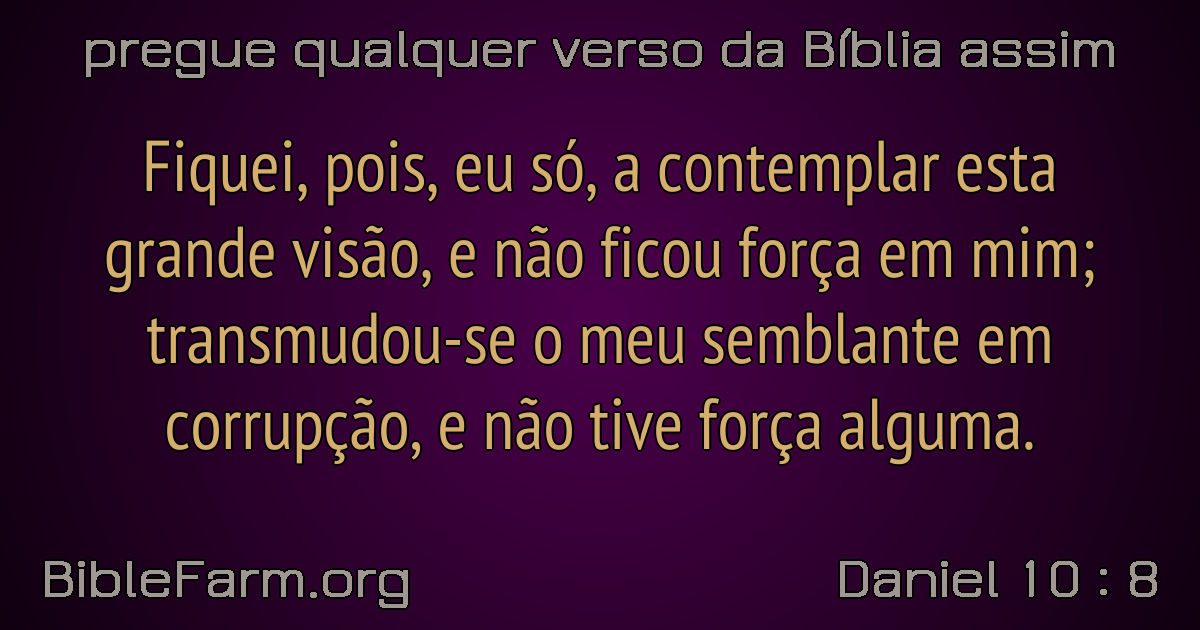 pregue qualquer verso da Bíblia assim
Fiquei, pois, eu só, a contemplar esta
grande visão, e não ficou força em mim;
transmudou-se o meu semblante em
corrupção, e não tive força alguma.
BibleFarm.org
Daniel 10 : 8